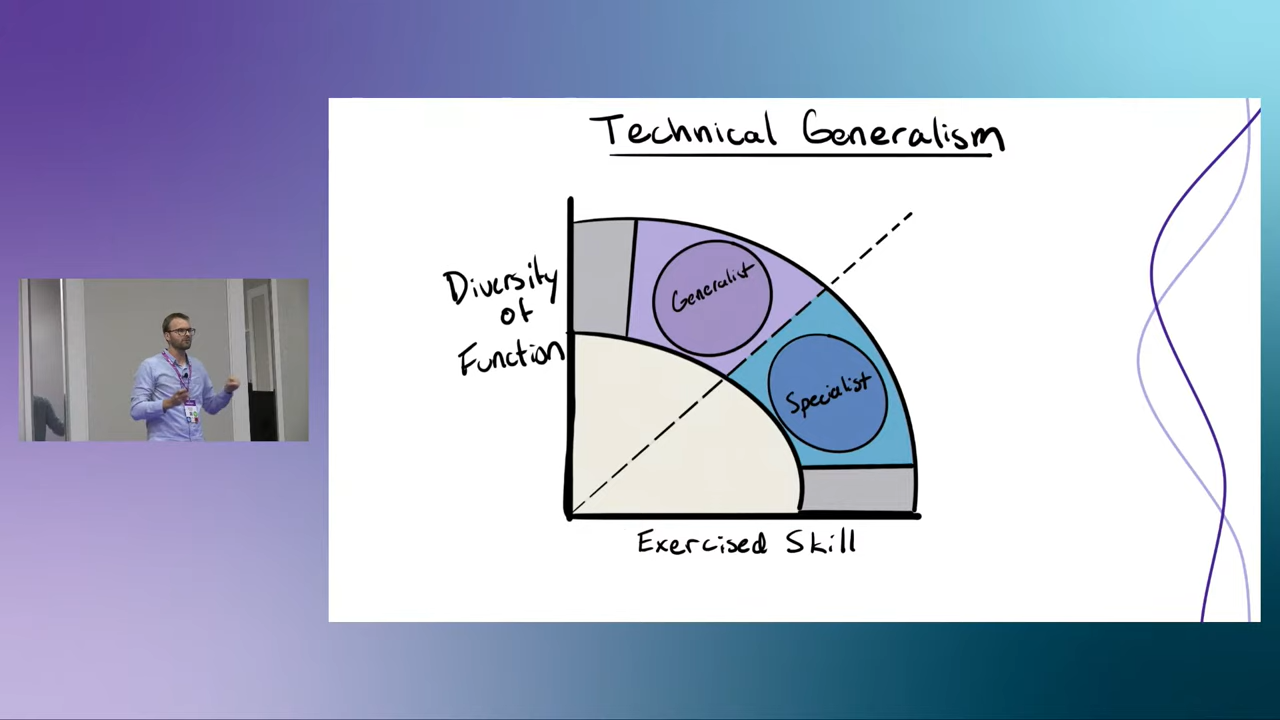 Technical Generalism
Diversity
of
Function
Generalist
Specialist
Exercised Skill